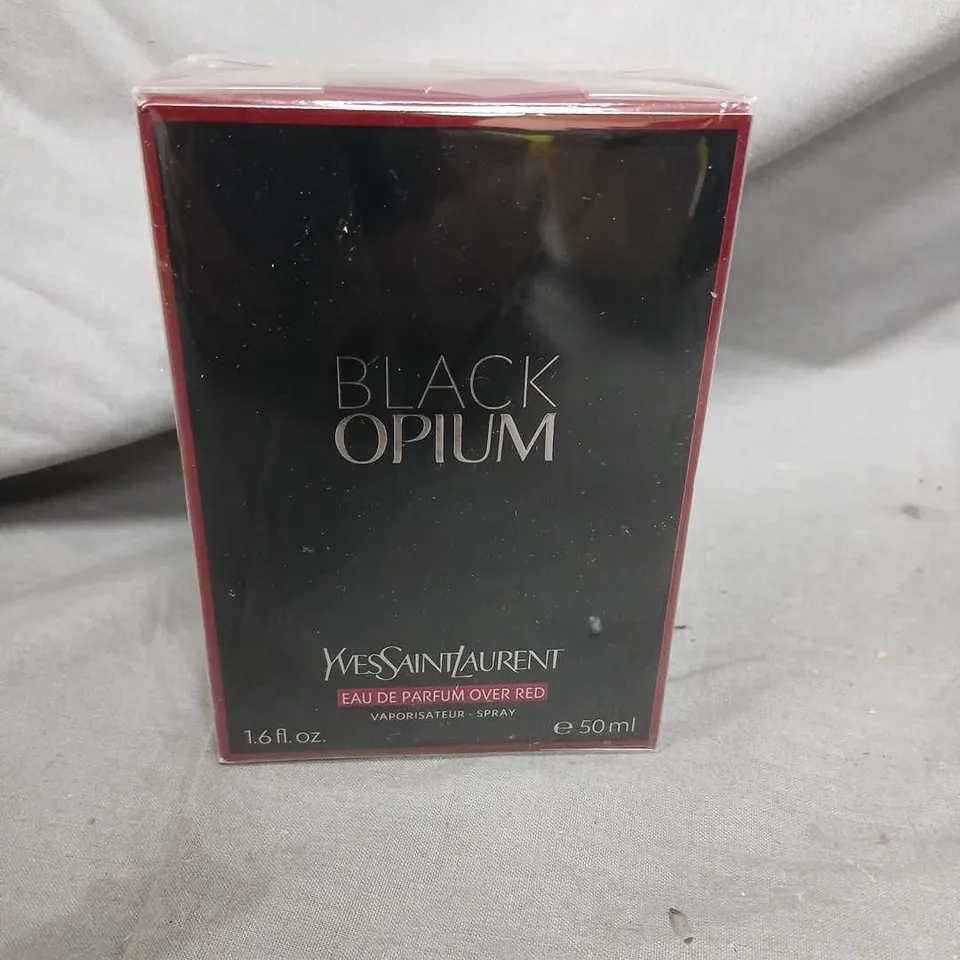 BLACK
OPIUM
YVESSAINTLAURENT
EAU DE PARFUM OVER RED
VAPORISATEUR - SPRAY
1.6 fl. oz. ℮ 50 ml